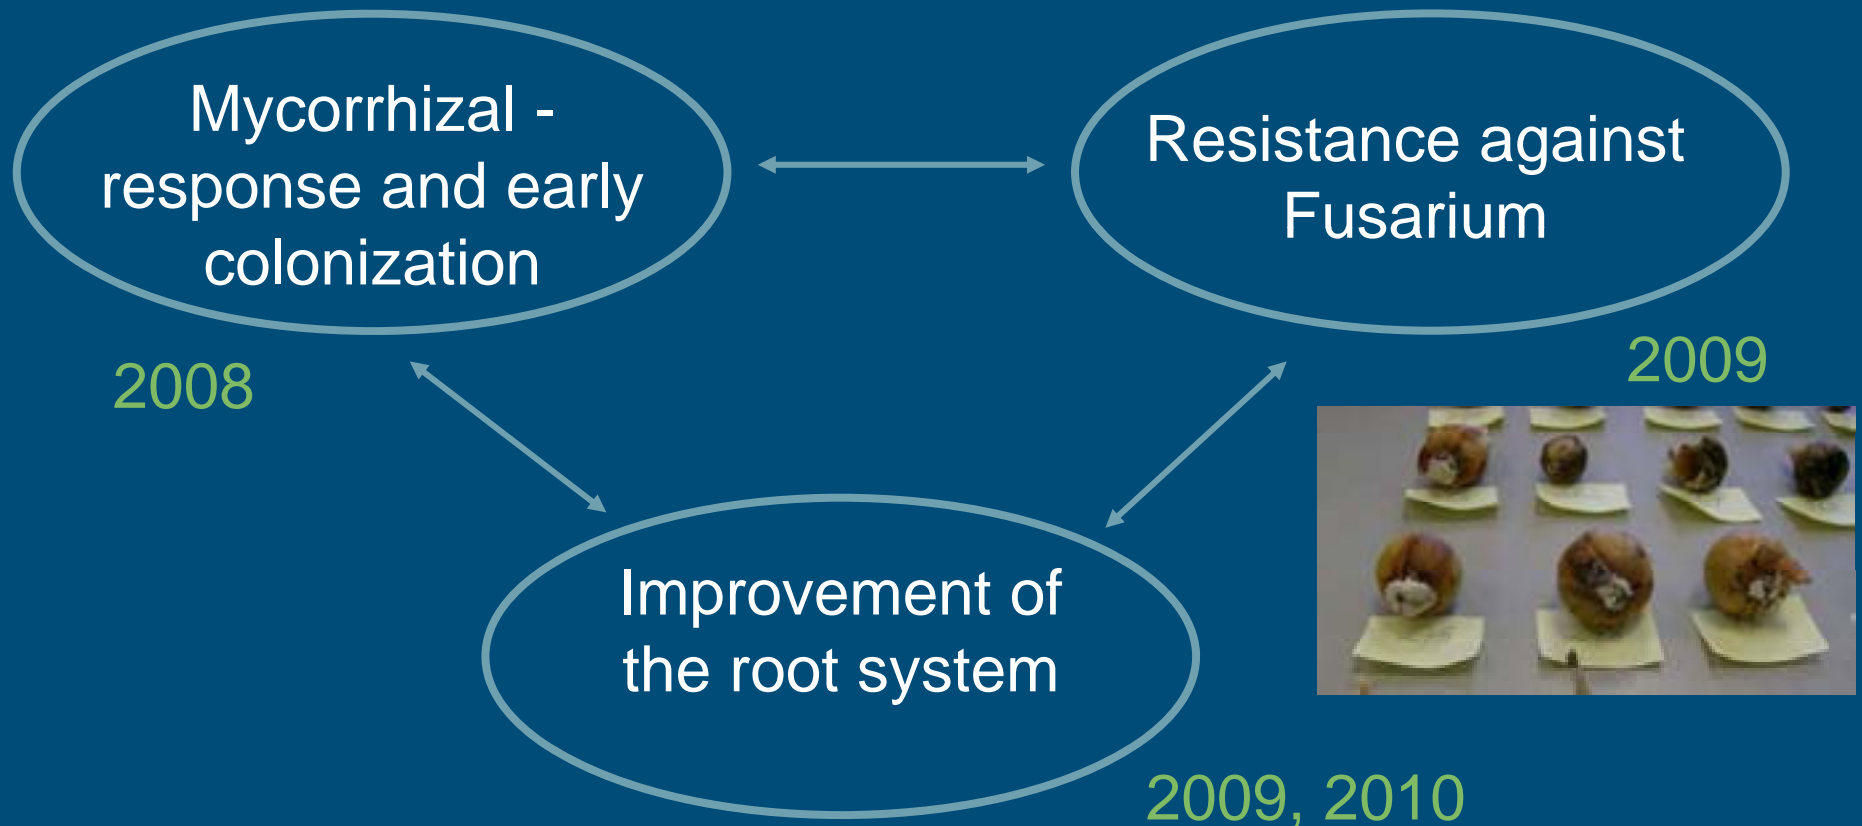 Mycorrhizal -
response and early
colonization
2008
Resistance against
Fusarium
2009
Improvement of
the root system
2009, 2010